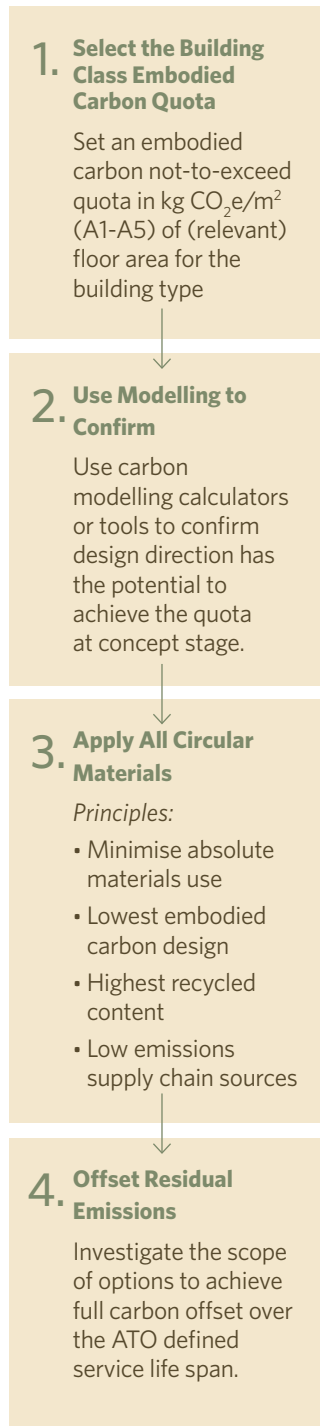 1. Select the Building
Class Embodied
Carbon Quota
Set an embodied
carbon not-to-exceed
quota in kg CO₂e/m²
(A1-A5) of (relevant)
floor area for the
building type
2. Use Modelling to
Confirm
Use carbon
modelling calculators
or tools to confirm
design direction has
the potential to
achieve the quota
at concept stage.
3. Apply All Circular
Materials
Principles:
• Minimise absolute
materials use
• Lowest embodied
carbon design
• Highest recycled
content
• Low emissions
supply chain sources
4. Offset Residual
Emissions
Investigate the scope
of options to achieve
full carbon offset over
the ATO defined
service life span.